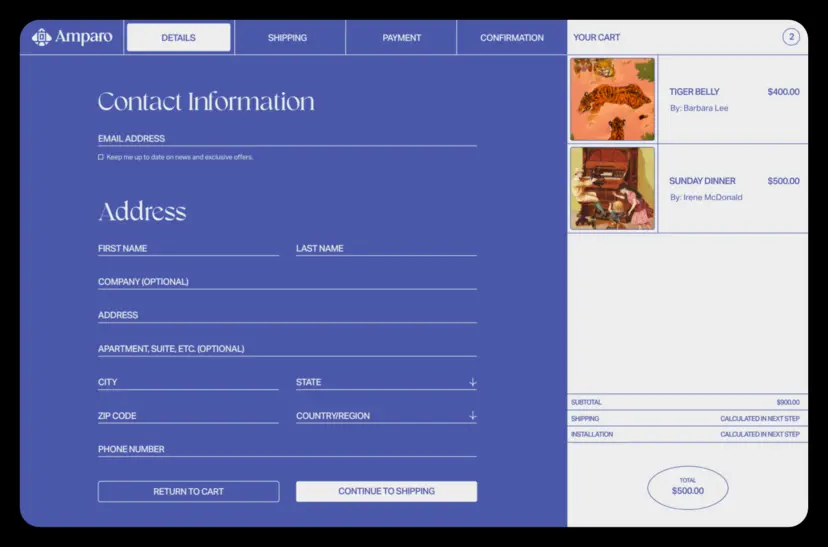 Amparo
DETAILS
SHIPPING
PAYMENT
CONFIRMATION
Contact Information
EMAIL ADDRESS
Keep me up to date on news and exclusive offers.
Address
FIRST NAME
LAST NAME
COMPANY (OPTIONAL)
ADDRESS
APARTMENT, SUITE, ETC. (OPTIONAL)
CITY
STATE
ZIP CODE
COUNTRY/REGION
PHONE NUMBER
RETURN TO CART
CONTINUE TO SHIPPING
YOUR CART
2
TIGER BELLY $400.00
By: Barbara Lee
SUNDAY DINNER $500.00
By: Irene McDonald
SUBTOTAL $900.00
SHIPPING CALCULATED IN NEXT STEP
INSTALLATION CALCULATED IN NEXT STEP
TOTAL
$500.00